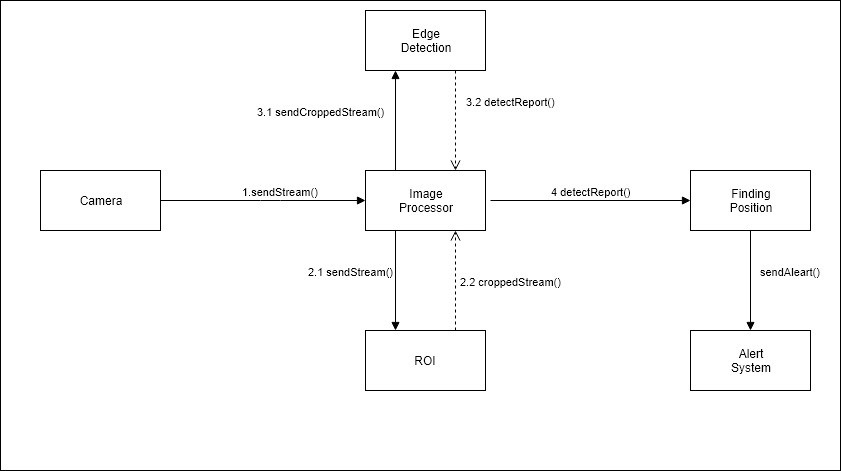 Edge
Detection
3.1 sendCroppedStream()
3.2 detectReport()
Camera
1.sendStream()
Image
Processor
4 detectReport()
Finding
Position
2.1 sendStream()
2.2 croppedStream()
sendAleart()
ROI
Alert
System